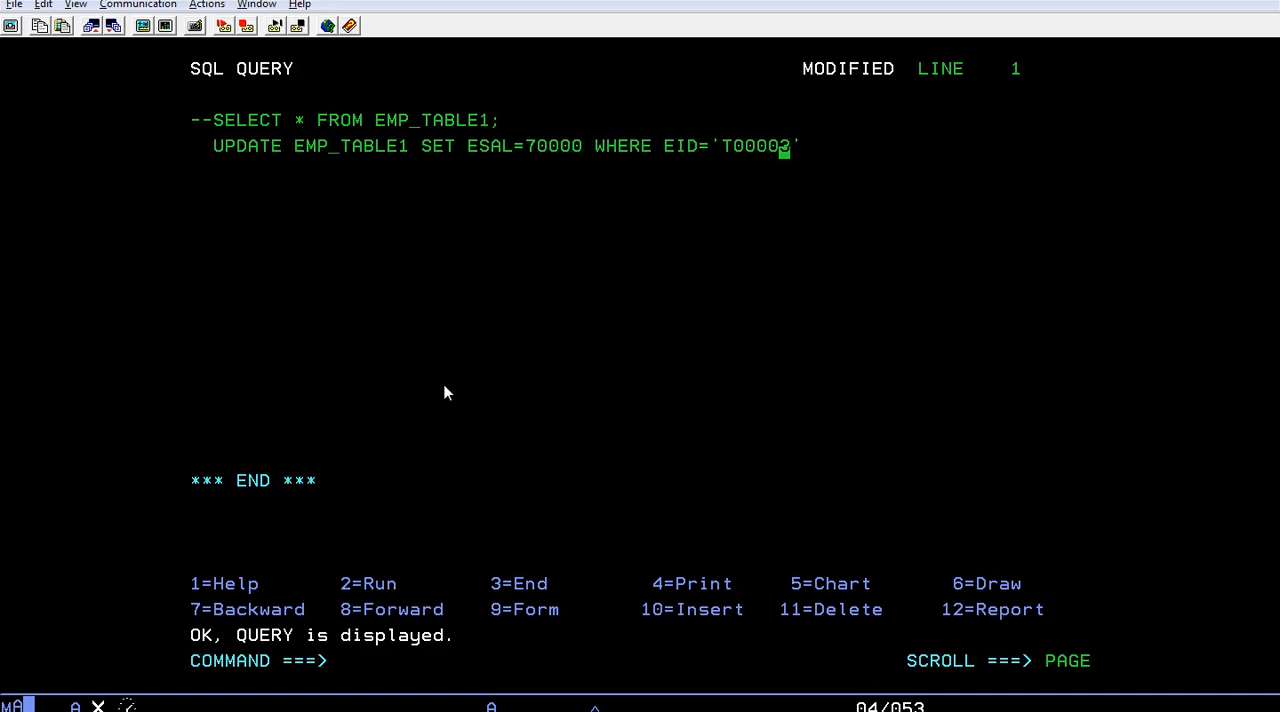 File Edit View Communication Actions Window Help
SQL QUERY MODIFIED LINE 1
--SELECT * FROM EMP_TABLE1;
UPDATE EMP_TABLE1 SET ESAL=70000 WHERE EID='T00003'
*** END ***
1=Help 2=Run 3=End 4=Print 5=Chart 6=Draw
7=Backward 8=Forward 9=Form 10=Insert 11=Delete 12=Report
OK, QUERY is displayed.
COMMAND ===> SCROLL ===> PAGE
MA A X A ^ 04/053